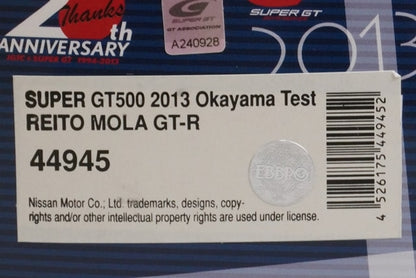 Thanks
20th
ANNIVERSARY
NISMO SUPER GT 1994-2013
SUPER GT
GT ASSOCIATION
A240928
SUPER GT
2013
SUPER GT500 2013 Okayama Test
REITO MOLA GT-R
44945
EBBRO
Nissan Motor Co.; Ltd. trademarks, designs, copy-
rights and/or other intellectual property rights are used under license.
4 526175 449452
2013